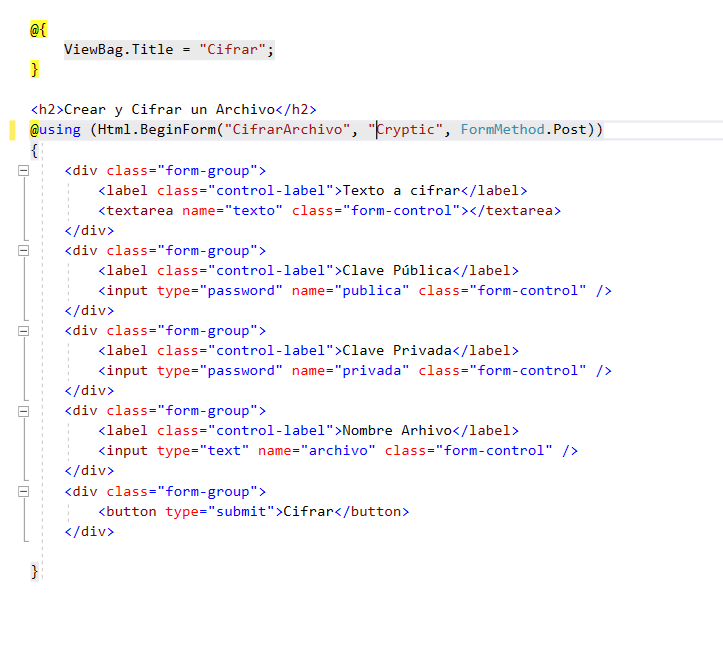 @{
ViewBag.Title = "Cifrar";
}
<h2>Crear y Cifrar un Archivo</h2>
@using (Html.BeginForm("CifrarArchivo", "Cryptic", FormMethod.Post))
{
<div class="form-group">
<label class="control-label">Texto a cifrar</label>
<textarea name="texto" class="form-control"></textarea>
</div>
<div class="form-group">
<label class="control-label">Clave Pública</label>
<input type="password" name="publica" class="form-control" />
</div>
<div class="form-group">
<label class="control-label">Clave Privada</label>
<input type="password" name="privada" class="form-control" />
</div>
<div class="form-group">
<label class="control-label">Nombre Arhivo</label>
<input type="text" name="archivo" class="form-control" />
</div>
<div class="form-group">
<button type="submit">Cifrar</button>
</div>
}